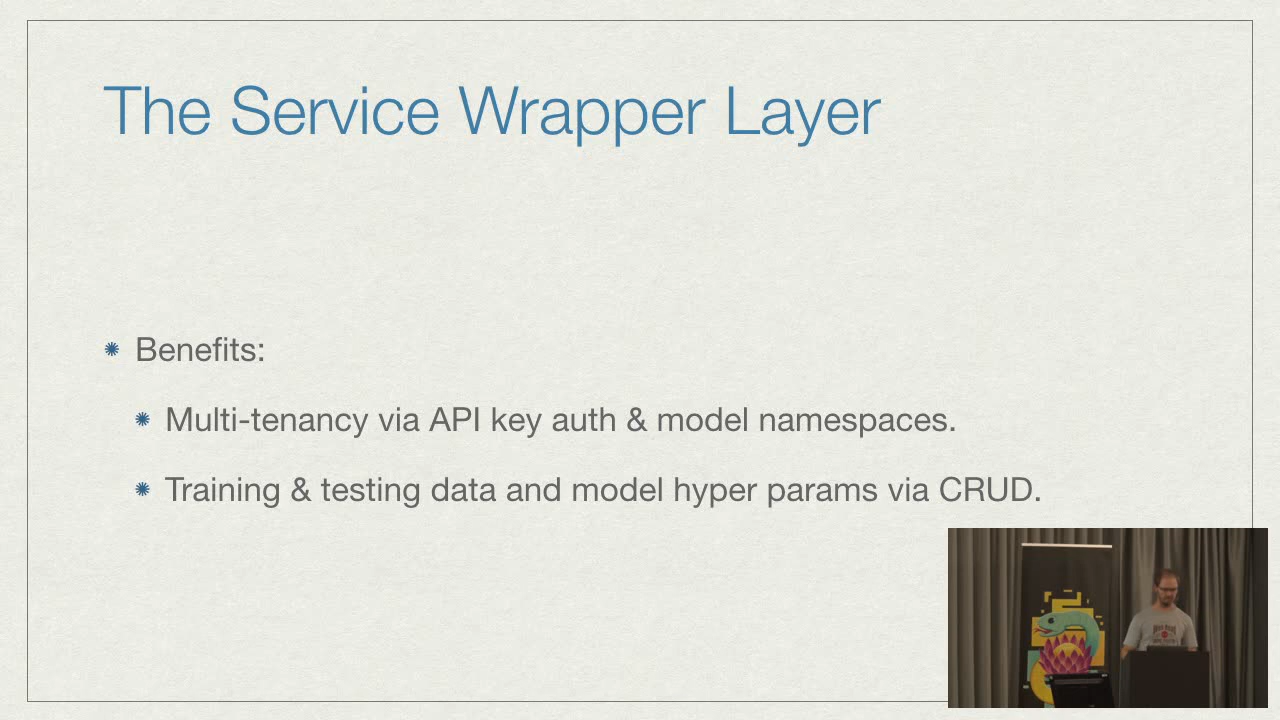 The Service Wrapper Layer
Benefits:
Multi-tenancy via API key auth & model namespaces.
Training & testing data and model hyper params via CRUD.